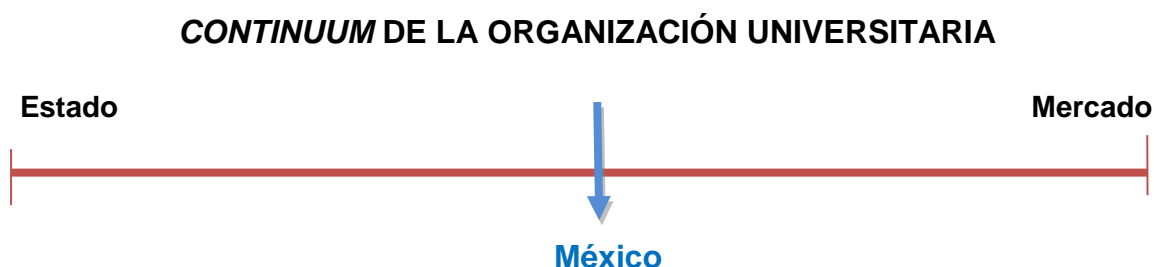 CONTINUUM DE LA ORGANIZACIÓN UNIVERSITARIA
Estado
Mercado
México